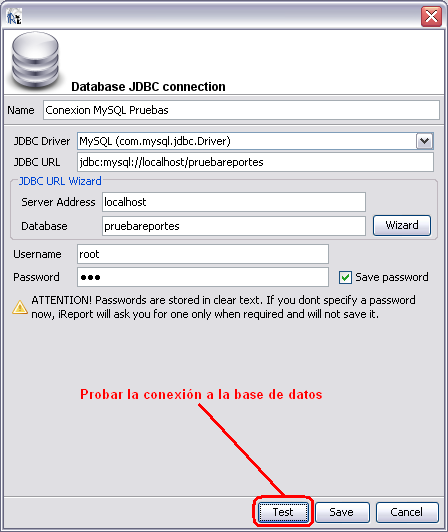 Database JDBC connection
Name Conexion MySQL Pruebas
JDBC Driver MySQL (com.mysql.jdbc.Driver)
JDBC URL jdbc:mysql://localhost/pruebareportes
JDBC URL Wizard
Server Address localhost
Database pruebareportes Wizard
Username root
Password ●●● Save password
ATTENTION! Passwords are stored in clear text. If you dont specify a password
now, iReport will ask you for one only when required and will not save it.
Probar la conexión a la base de datos
Test Save Cancel